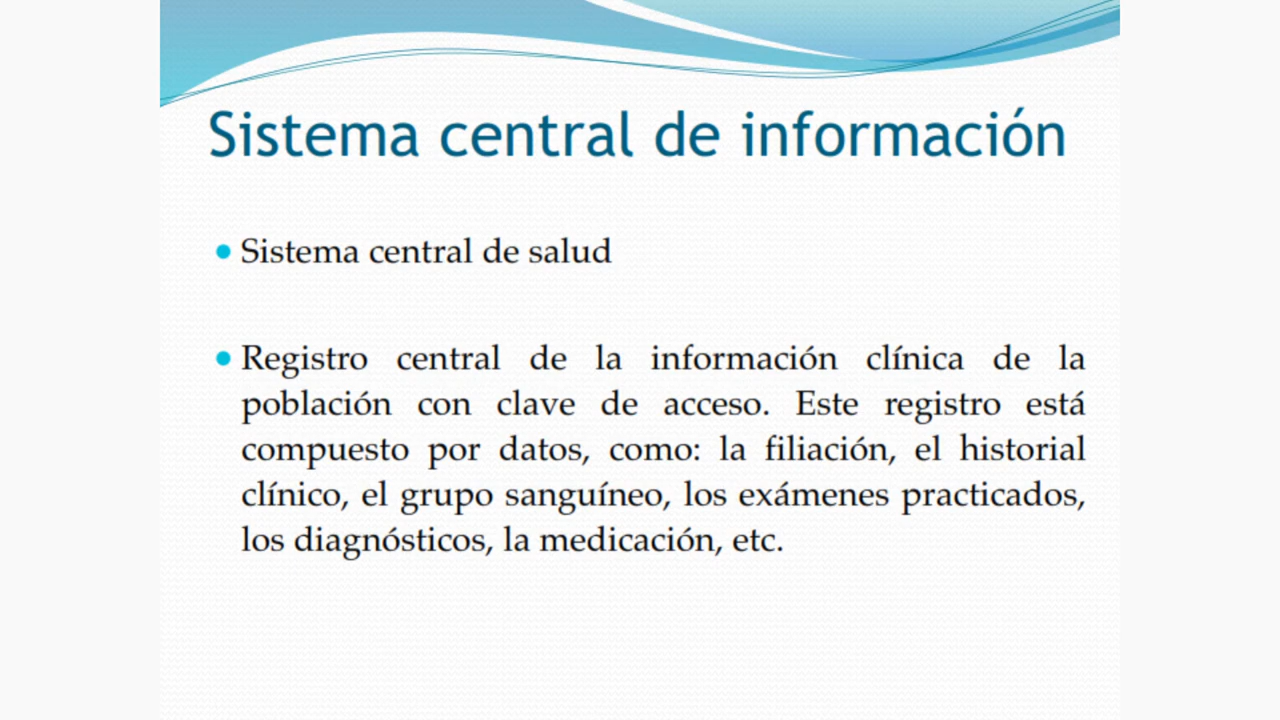 Sistema central de información
• Sistema central de salud
• Registro central de la información clínica de la
población con clave de acceso. Este registro está
compuesto por datos, como: la filiación, el historial
clínico, el grupo sanguíneo, los exámenes practicados,
los diagnósticos, la medicación, etc.